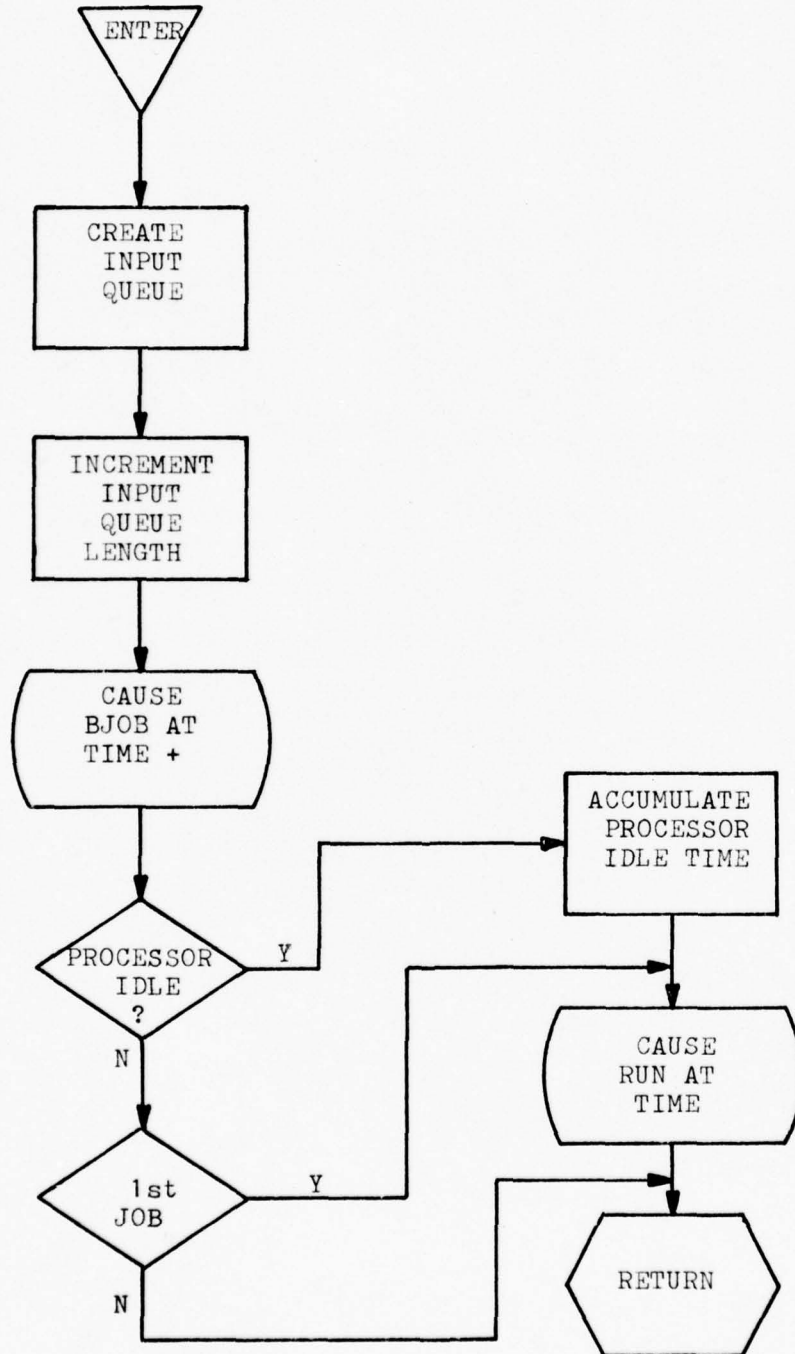 ENTER
CREATE
INPUT
QUEUE
INCREMENT
INPUT
QUEUE
LENGTH
CAUSE
BJOB AT
TIME +
PROCESSOR
IDLE
?
Y
N
1st
JOB
Y
N
ACCUMULATE
PROCESSOR
IDLE TIME
CAUSE
RUN AT
TIME
RETURN